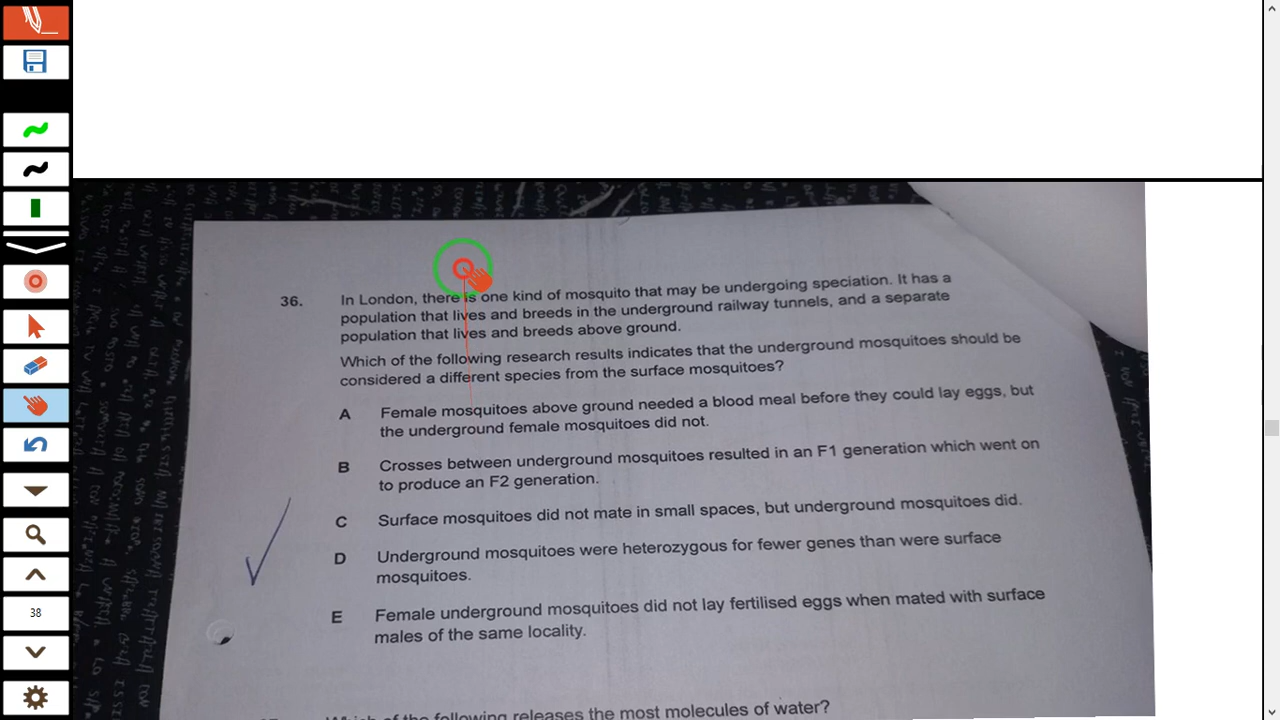 36. In London, there is one kind of mosquito that may be undergoing speciation. It has a
population that lives and breeds in the underground railway tunnels, and a separate
population that lives and breeds above ground.
Which of the following research results indicates that the underground mosquitoes should be
considered a different species from the surface mosquitoes?
A Female mosquitoes above ground needed a blood meal before they could lay eggs, but
the underground female mosquitoes did not.
B Crosses between underground mosquitoes resulted in an F1 generation which went on
to produce an F2 generation.
C Surface mosquitoes did not mate in small spaces, but underground mosquitoes did.
D Underground mosquitoes were heterozygous for fewer genes than were surface
mosquitoes.
E Female underground mosquitoes did not lay fertilised eggs when mated with surface
males of the same locality.
38
Which of the following releases the most molecules of water?